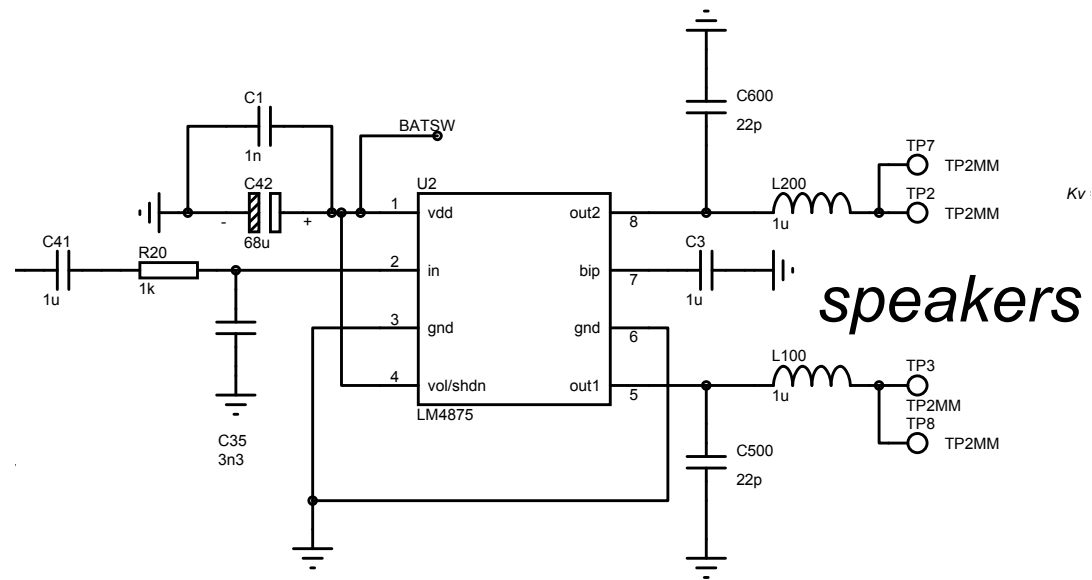 C600
22p
C1
1n
BATSW
TP7
TP2MM
C42
68u
-
+
U2
L200
1u
TP2
TP2MM
Kv
1
vdd
out2
8
C41
1u
R20
1k
2
in
bip
7
C3
1u
speakers
3
gnd
gnd
6
L100
1u
TP3
TP2MM
4
vol/shdn
out1
5
LM4875
TP8
TP2MM
C35
3n3
C500
22p